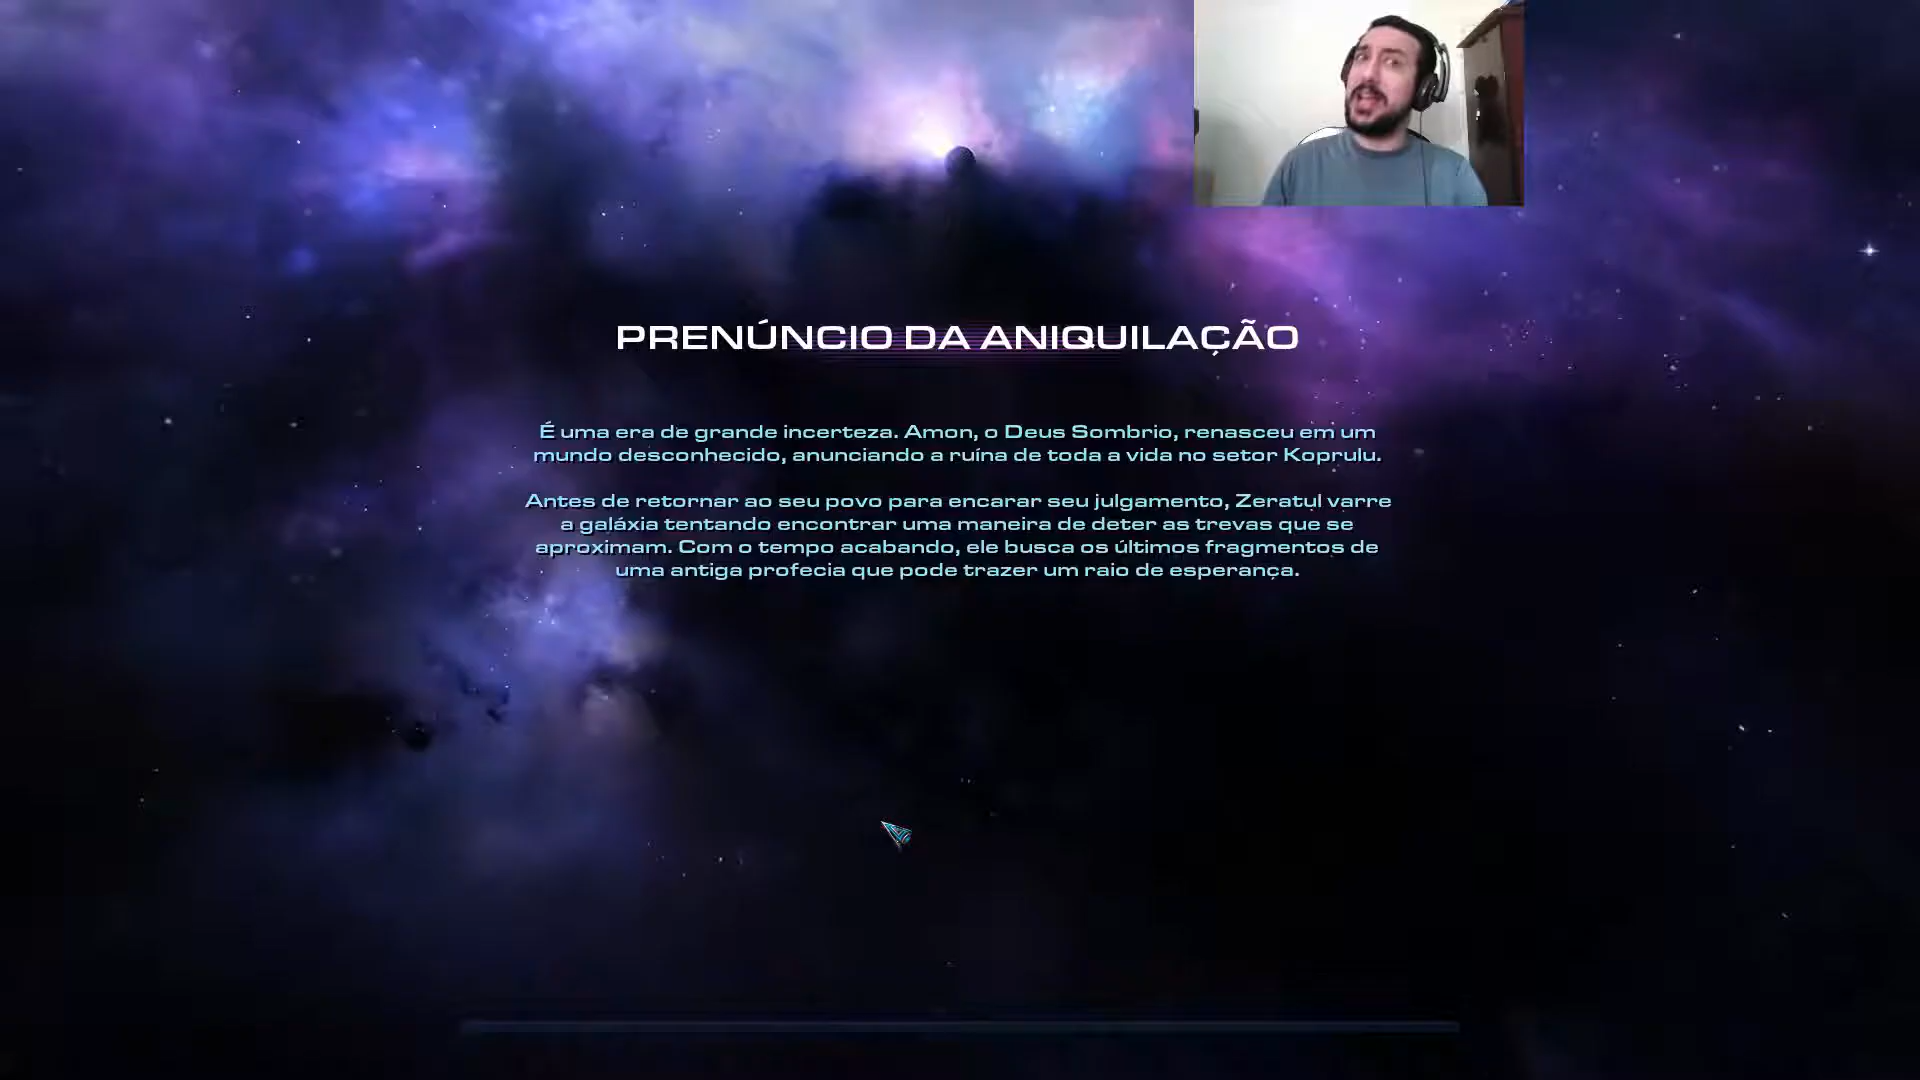 PRENÚNCIO DA ANIQUILAÇÃO
É uma era de grande incerteza. Amon, o Deus Sombrio, renasceu em um
mundo desconhecido, anunciando a ruína de toda a vida no setor Koprulu.
Antes de retornar ao seu povo para encarar seu julgamento, Zeratul varre
a galáxia tentando encontrar uma maneira de deter as trevas que se
aproximam. Com o tempo acabando, ele busca os últimos fragmentos de
uma antiga profecia que pode trazer um raio de esperança.